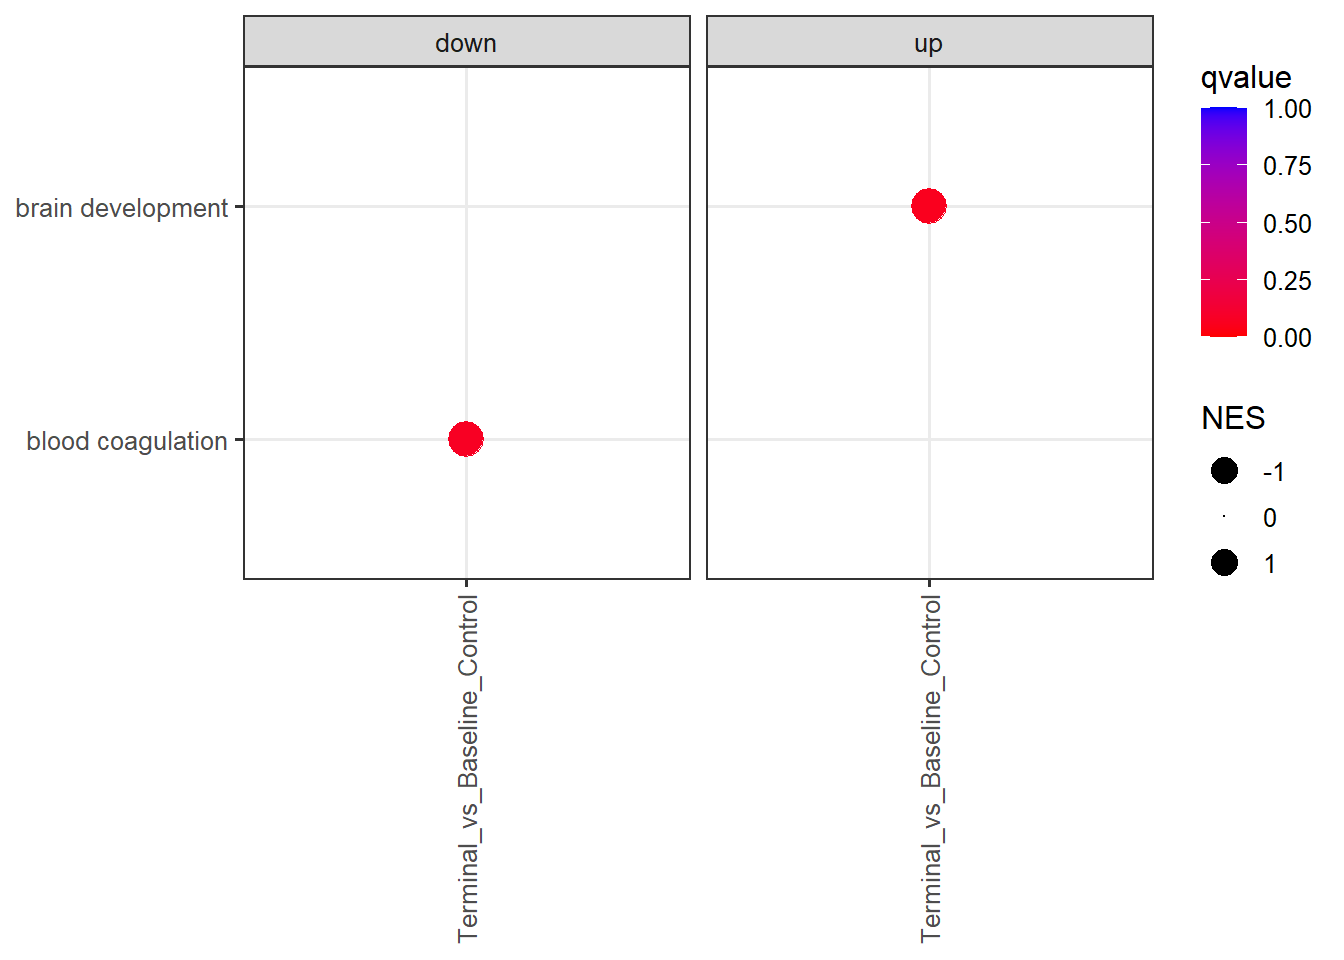 down
up
brain development
blood coagulation
Terminal_vs_Baseline_Control
Terminal_vs_Baseline_Control
qvalue
1.00
0.75
0.50
0.25
0.00
NES
-1
0
1